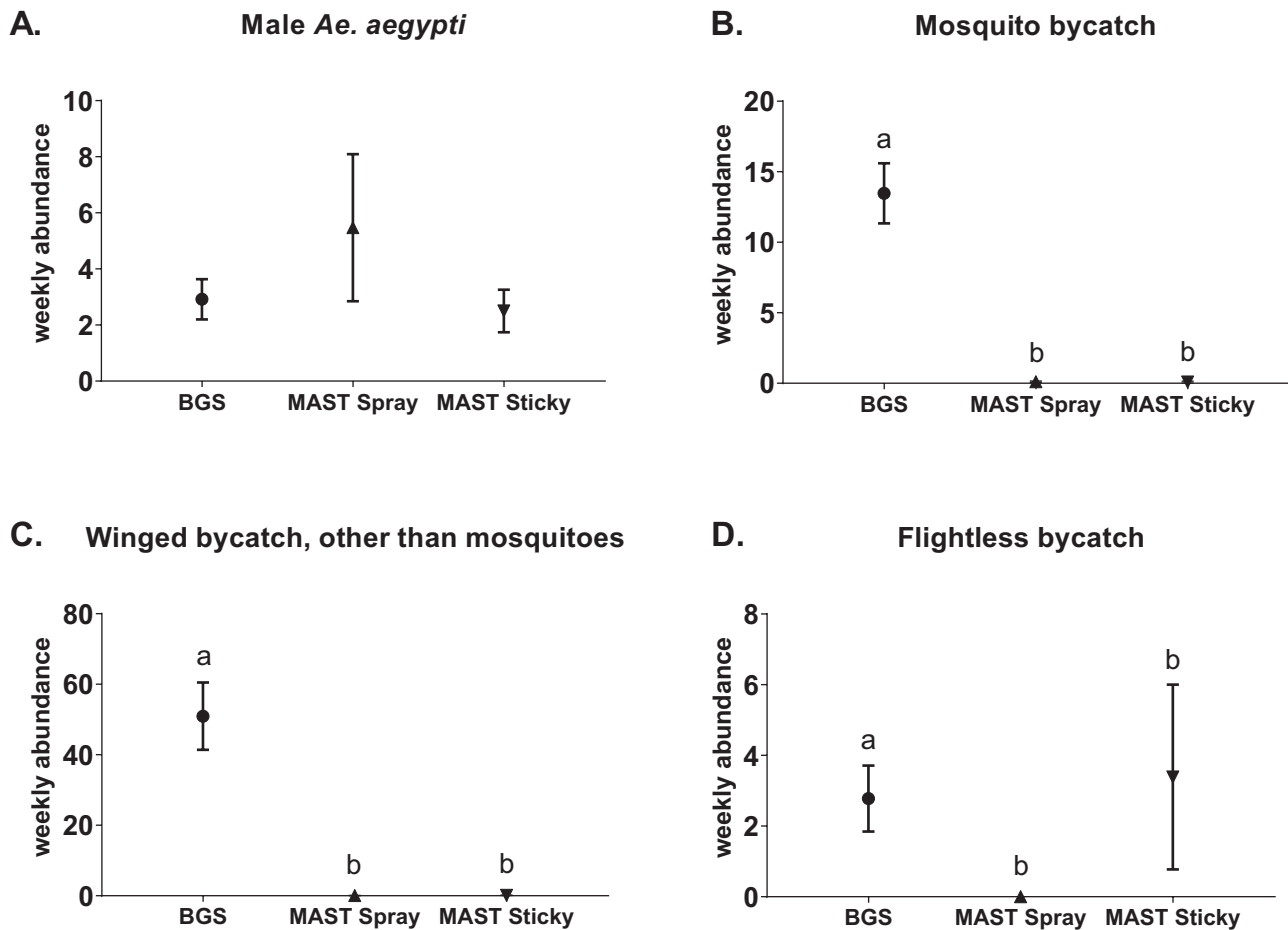 A. Male Ae. aegypti
weekly abundance
10
8
6
4
2
0
BGS MAST Spray MAST Sticky
B. Mosquito bycatch
weekly abundance
20
15
10
5
0
a
b b
BGS MAST Spray MAST Sticky
C. Winged bycatch, other than mosquitoes
weekly abundance
80
60
40
20
0
a
b b
BGS MAST Spray MAST Sticky
D. Flightless bycatch
weekly abundance
8
6
4
2
0
a
b
b
BGS MAST Spray MAST Sticky